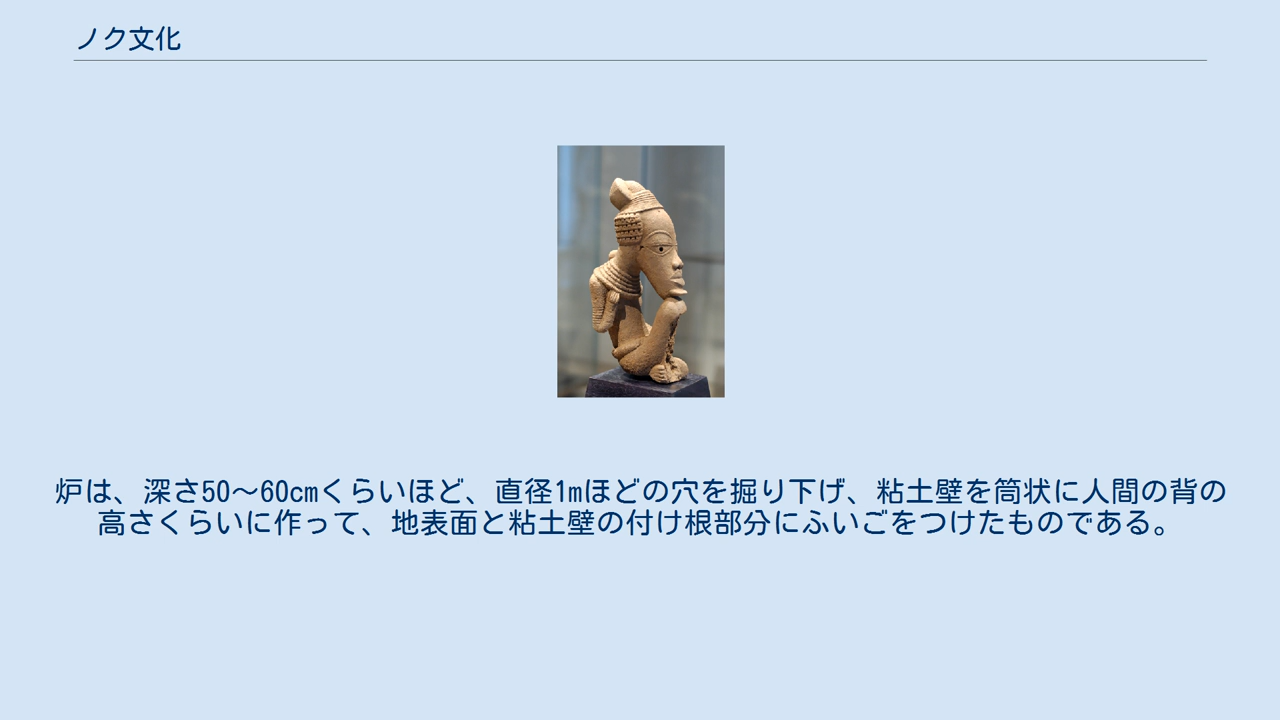 ノク文化
炉は、深さ50～60cmくらいほど、直径1mほどの穴を掘り下げ、粘土壁を筒状に人間の背の
高さくらいに作って、地表面と粘土壁の付け根部分にふいごをつけたものである。